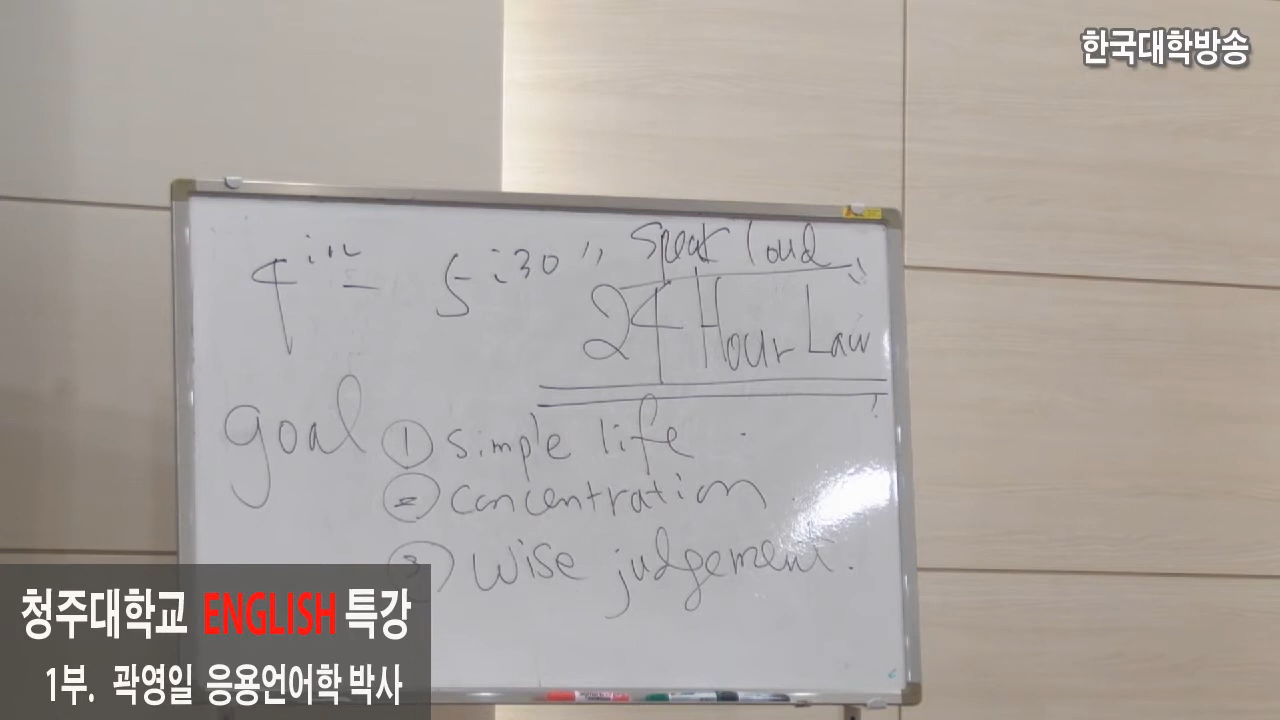 한국대학방송
5:30" Speak loud
24 Hour Law
goal ① simple life
② concentration
③ wise judgement.
청주대학교 ENGLISH 특강
1부. 곽영일 응용언어학 박사